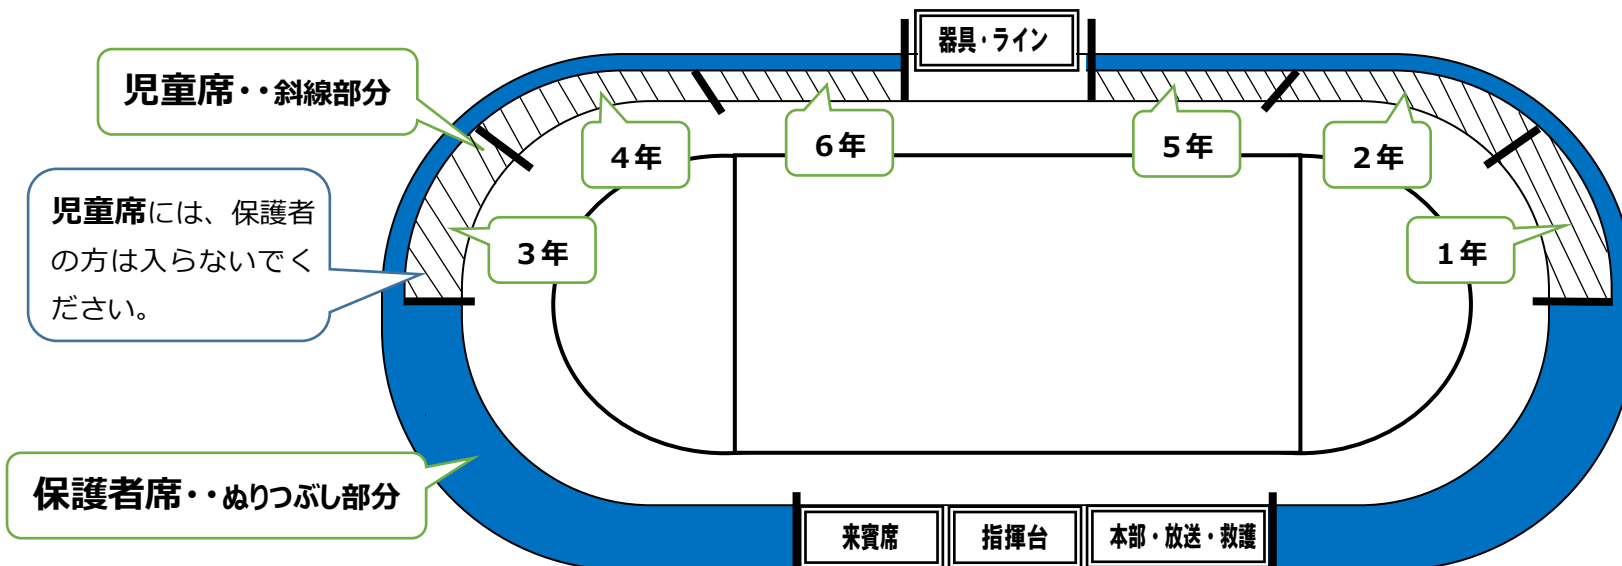 器具・ライン
児童席・・斜線部分
4年
6年
5年
2年
児童席には、保護者
の方は入らないでく
ださい。
3年
1年
保護者席・・ぬりつぶし部分
来賓席
指揮台
本部・放送・救護